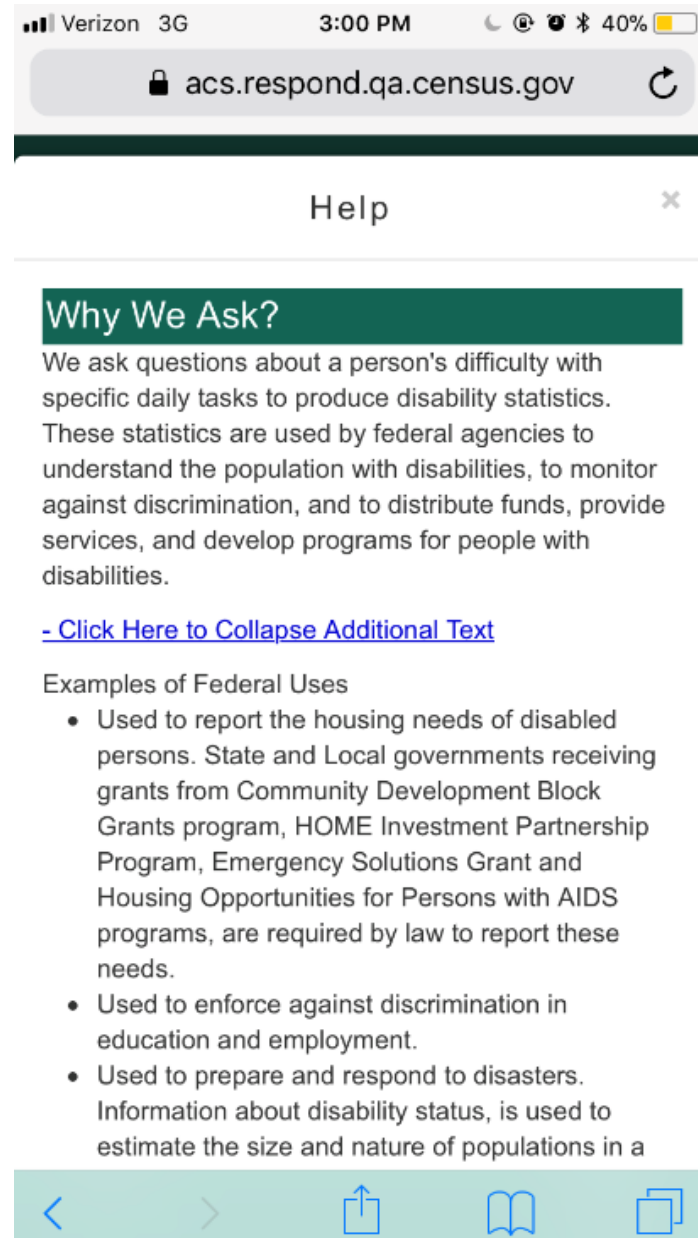 Verizon 3G 3:00 PM 40%
acs.respond.qa.census.gov
Help ×
Why We Ask?
We ask questions about a person's difficulty with
specific daily tasks to produce disability statistics.
These statistics are used by federal agencies to
understand the population with disabilities, to monitor
against discrimination, and to distribute funds, provide
services, and develop programs for people with
disabilities.
- Click Here to Collapse Additional Text
Examples of Federal Uses
• Used to report the housing needs of disabled
persons. State and Local governments receiving
grants from Community Development Block
Grants program, HOME Investment Partnership
Program, Emergency Solutions Grant and
Housing Opportunities for Persons with AIDS
programs, are required by law to report these
needs.
• Used to enforce against discrimination in
education and employment.
• Used to prepare and respond to disasters.
Information about disability status, is used to
estimate the size and nature of populations in a